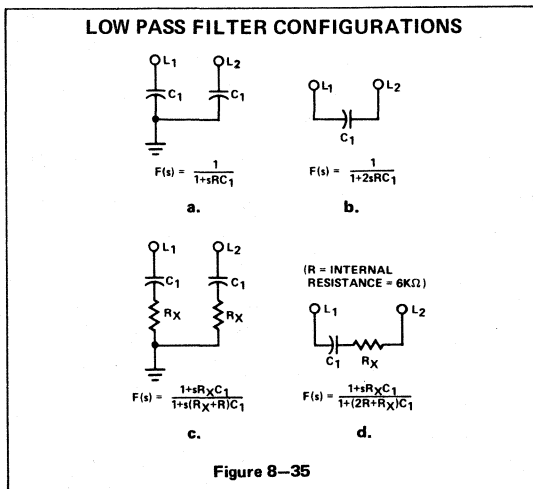 LOW PASS FILTER CONFIGURATIONS
L1 L2
C1 C1
F(s) = 1/(1+sRC1)
a.
L1 L2
C1
F(s) = 1/(1+2sRC1)
b.
L1 L2
C1 C1
RX RX
F(s) = (1+sRXC1)/(1+s(RX+R)C1)
c.
(R = INTERNAL
RESISTANCE = 6KΩ)
L1 L2
C1 RX
F(s) = (1+sRXC1)/(1+(2R+RX)C1)
d.
Figure 8–35